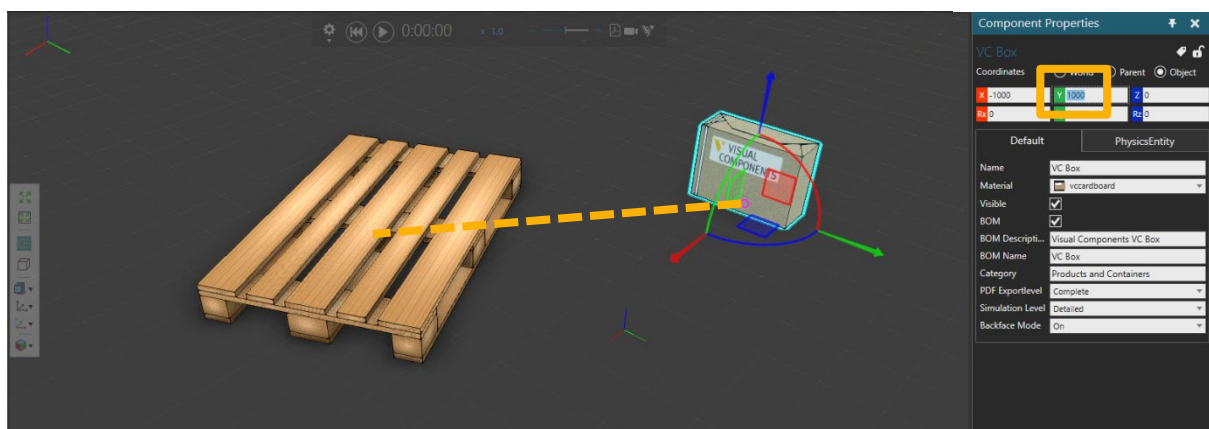 Component Properties
0:00:00 x 1.0
VC Box
Coordinates World Parent Object
X -1000 Y 1000 Z 0
Rx 0 Rz 0
VISUAL
COMPONENTS
Default PhysicsEntity
Name VC Box
Material vccardboard
Visible
BOM
BOM Descripti... Visual Components VC Box
BOM Name VC Box
Category Products and Containers
PDF Exportlevel Complete
Simulation Level Detailed
Backface Mode On